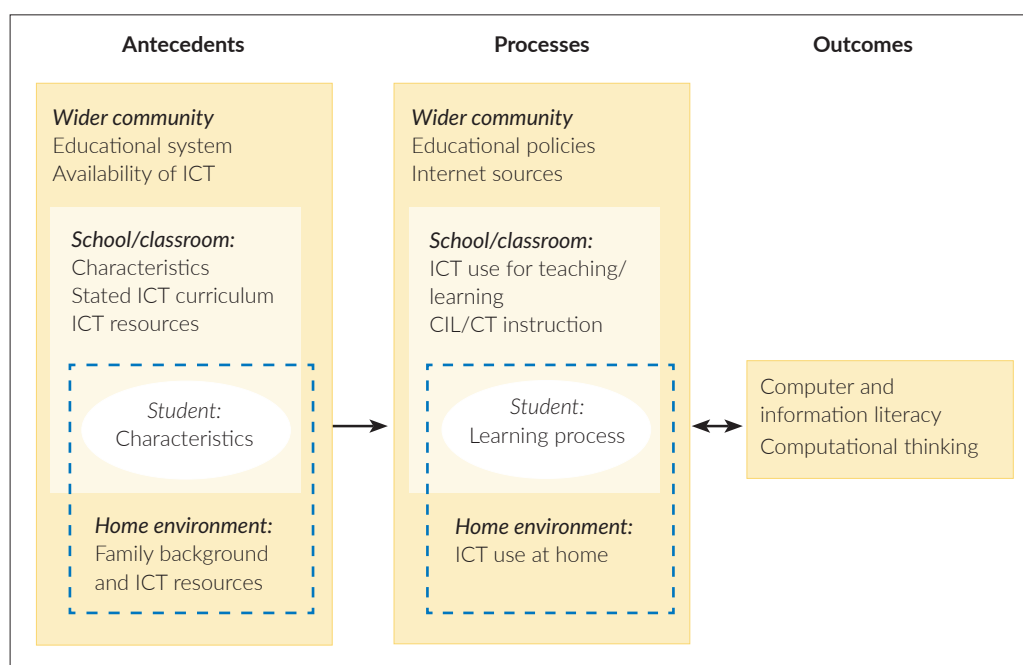 Antecedents
Processes
Outcomes
Wider community
Educational system
Availability of ICT
School/classroom:
Characteristics
Stated ICT curriculum
ICT resources
Student:
Characteristics
Home environment:
Family background
and ICT resources
Wider community
Educational policies
Internet sources
School/classroom:
ICT use for teaching/
learning
CIL/CT instruction
Student:
Learning process
Home environment:
ICT use at home
Computer and
information literacy
Computational thinking